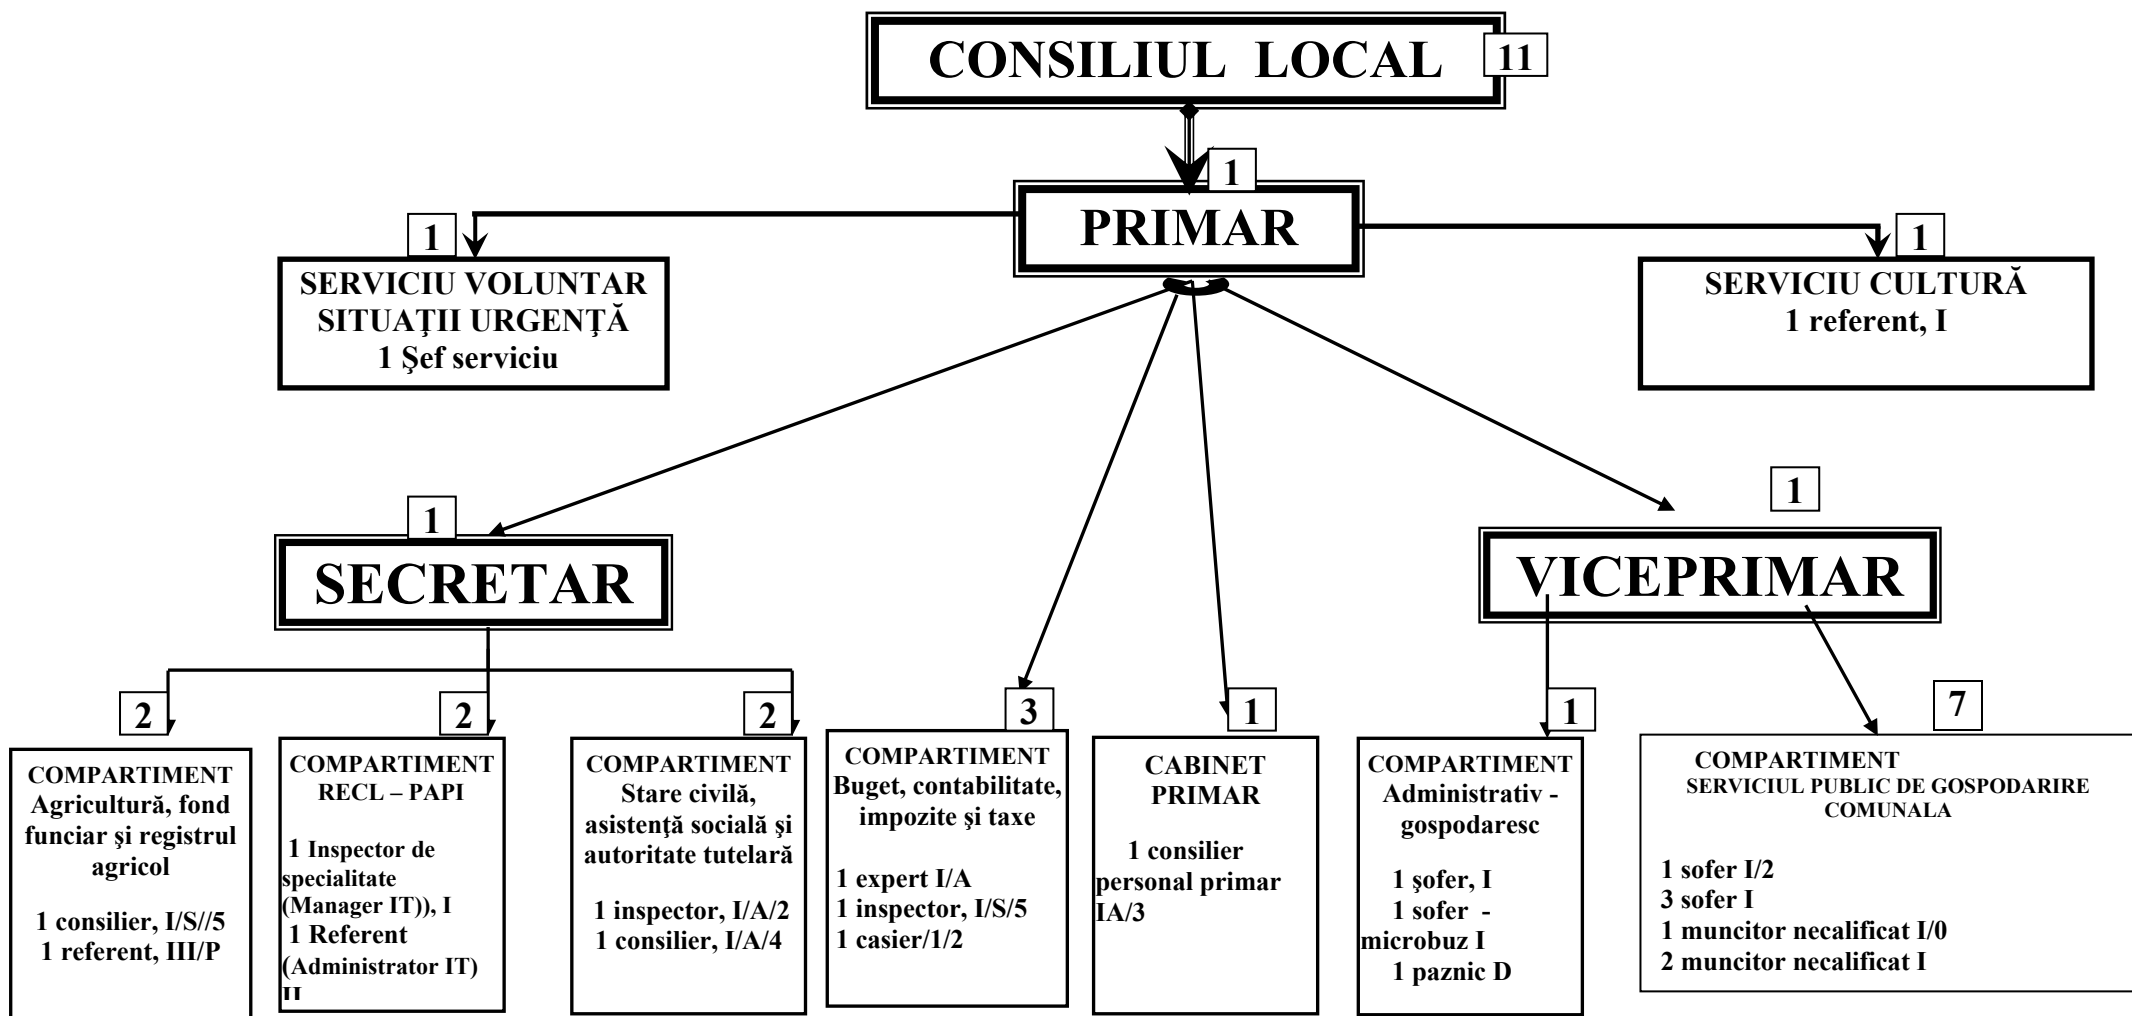 CONSILIUL LOCAL
11
1
PRIMAR
1
SERVICIU VOLUNTAR
SITUAŢII URGENŢĂ
1 Şef serviciu
1
SERVICIU CULTURĂ
1 referent, I
1
SECRETAR
1
VICEPRIMAR
2
COMPARTIMENT
Agricultură, fond
funciar şi registrul
agricol
1 consilier, I/S//5
1 referent, III/P
2
COMPARTIMENT
RECL – PAPI
1 Inspector de
specialitate
(Manager IT)), I
1 Referent
(Administrator IT)
II
2
COMPARTIMENT
Stare civilă,
asistenţă socială şi
autoritate tutelară
1 inspector, I/A/2
1 consilier, I/A/4
3
COMPARTIMENT
Buget, contabilitate,
impozite şi taxe
1 expert I/A
1 inspector, I/S/5
1 casier/1/2
1
CABINET
PRIMAR
1 consilier
personal primar
IA/3
1
COMPARTIMENT
Administrativ -
gospodaresc
1 şofer, I
1 sofer -
microbuz I
1 paznic D
7
COMPARTIMENT
SERVICIUL PUBLIC DE GOSPODARIRE
COMUNALA
1 sofer I/2
3 sofer I
1 muncitor necalificat I/0
2 muncitor necalificat I